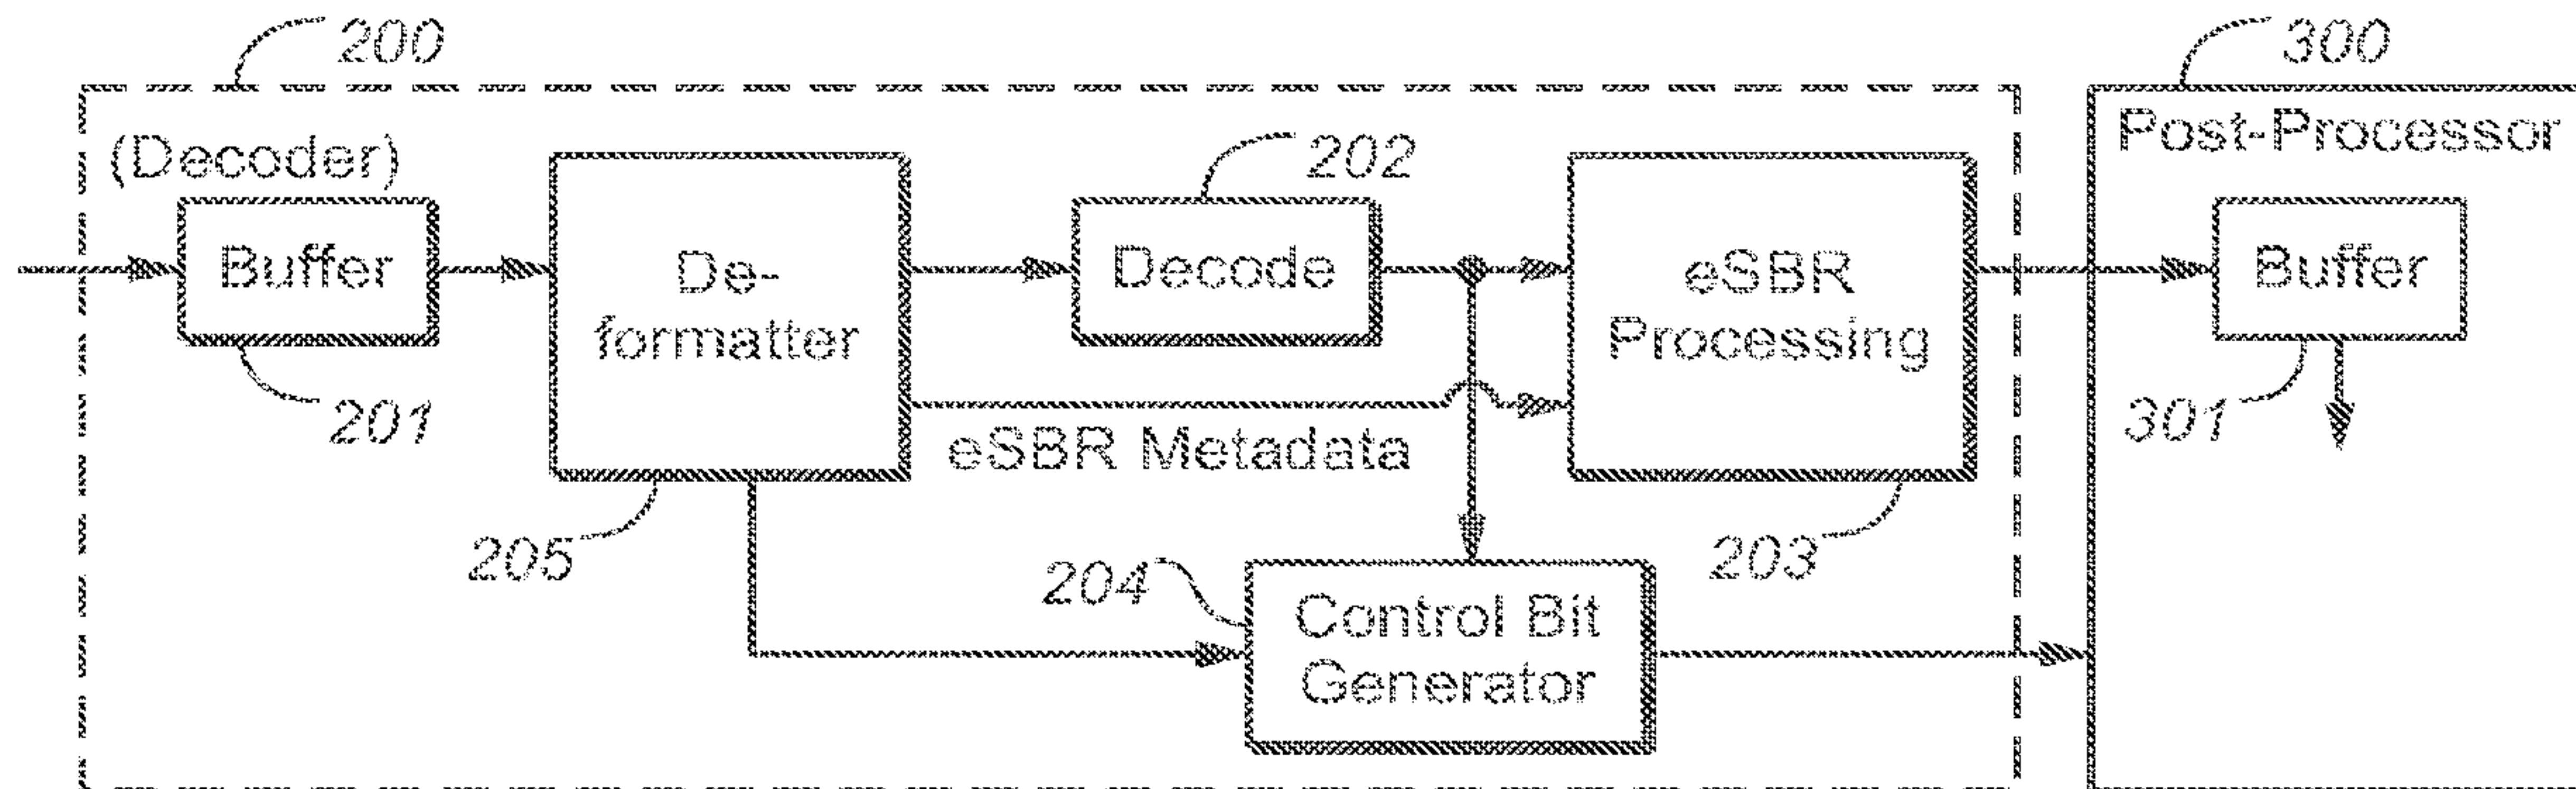 200
300
(Decoder)
Post-Processor
202
Buffer
De-
formatter
Decode
eSBR
Processing
Buffer
201
eSBR Metadata
301
205
204
203
Control Bit
Generator